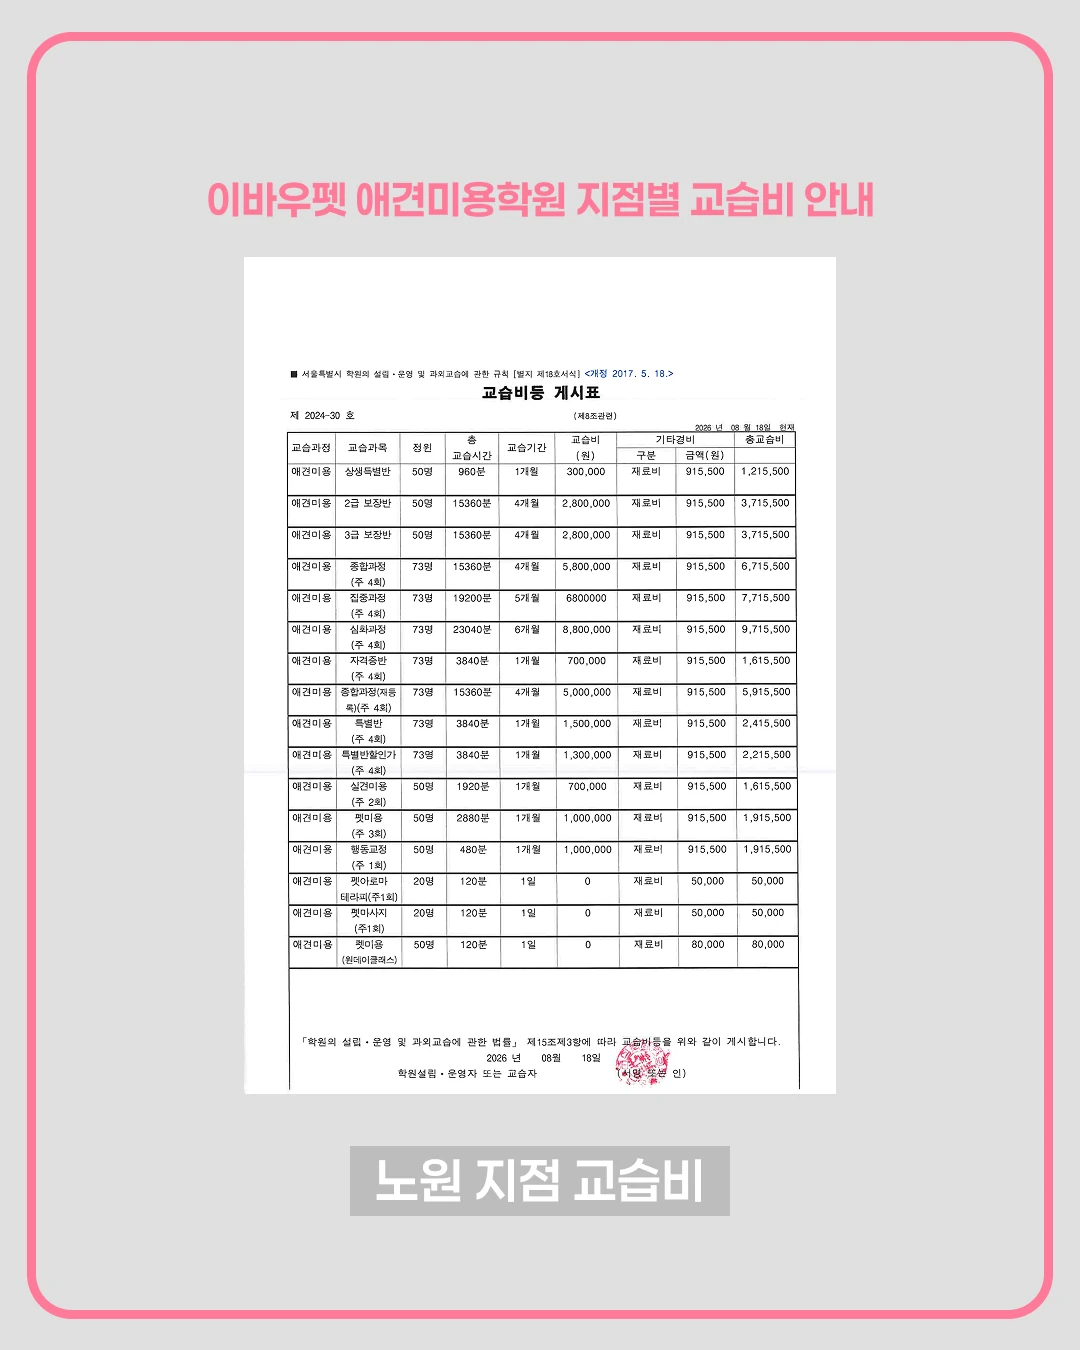 이바우펫 애견미용학원 지점별 교습비 안내
■ 서울특별시 학원의 설립·운영 및 과외교습에 관한 규칙 [별지 제18호서식] <개정 2017. 5. 18.>
교습비등 게시표
제 2024-30 호 (제8조관련)
2026 년 08 월 18일 현재
교습과정 교습과목 정원 총 교습시간 교습기간 교습비 (원) 기타경비 구분 금액(원) 총교습비
애견미용 상생특별반 50명 960분 1개월 300,000 재료비 915,500 1,215,500
애견미용 2급 보장반 50명 15360분 4개월 2,800,000 재료비 915,500 3,715,500
애견미용 3급 보장반 50명 15360분 4개월 2,800,000 재료비 915,500 3,715,500
애견미용 종합과정 (주 4회) 73명 15360분 4개월 5,800,000 재료비 915,500 6,715,500
애견미용 집중과정 (주 4회) 73명 19200분 5개월 6800000 재료비 915,500 7,715,500
애견미용 심화과정 (주 4회) 73명 23040분 6개월 8,800,000 재료비 915,500 9,715,500
애견미용 자격증반 (주 4회) 73명 3840분 1개월 700,000 재료비 915,500 1,615,500
애견미용 종합과정(재등록)(주 4회) 73명 15360분 4개월 5,000,000 재료비 915,500 5,915,500
애견미용 특별반 (주 4회) 73명 3840분 1개월 1,500,000 재료비 915,500 2,415,500
애견미용 특별반할인가 (주 4회) 73명 3840분 1개월 1,300,000 재료비 915,500 2,215,500
애견미용 실견미용 (주 2회) 50명 1920분 1개월 700,000 재료비 915,500 1,615,500
애견미용 펫미용 (주 3회) 50명 2880분 1개월 1,000,000 재료비 915,500 1,915,500
애견미용 행동교정 (주 1회) 50명 480분 1개월 1,000,000 재료비 915,500 1,915,500
애견미용 펫아로마 테라피(주1회) 20명 120분 1일 0 재료비 50,000 50,000
애견미용 펫마사지 (주1회) 20명 120분 1일 0 재료비 50,000 50,000
애견미용 펫미용 (원데이클래스) 50명 120분 1일 0 재료비 80,000 80,000
「학원의 설립·운영 및 과외교습에 관한 법률」 제15조제3항에 따라 교습비등을 위와 같이 게시합니다.
2026 년 08월 18일
학원설립·운영자 또는 교습자 (서명 또는 인)
노원 지점 교습비